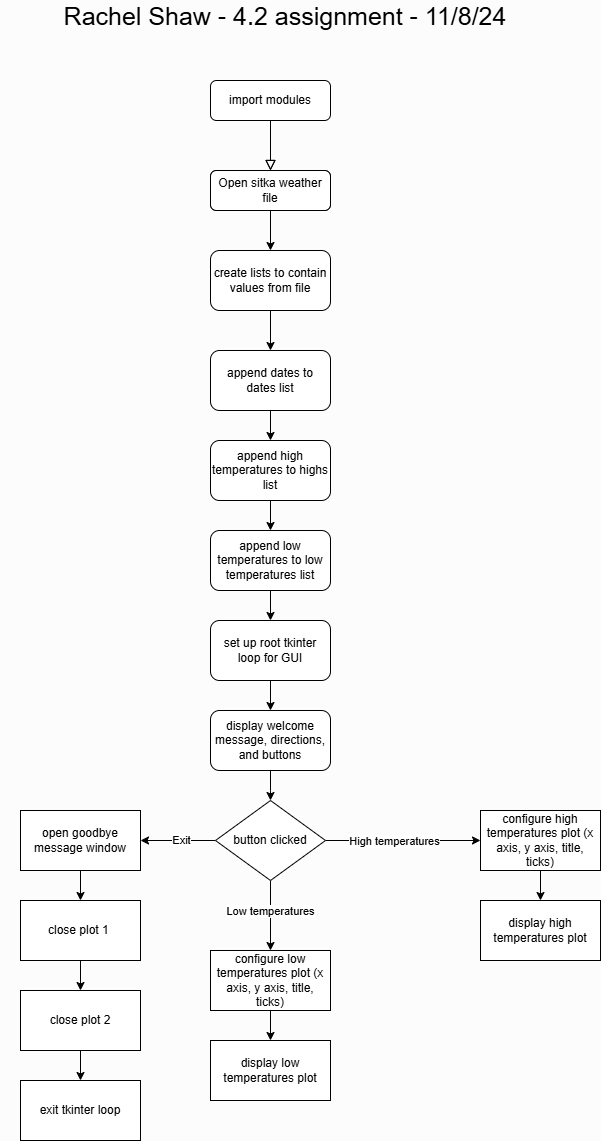 Rachel Shaw - 4.2 assignment - 11/8/24
import modules
Open sitka weather
file
create lists to contain
values from file
append dates to
dates list
append high
temperatures to highs
list
append low
temperatures to low
temperatures list
set up root tkinter
loop for GUI
display welcome
message, directions,
and buttons
button clicked
Exit
open goodbye
message window
close plot 1
close plot 2
exit tkinter loop
Low temperatures
configure low
temperatures plot (x
axis, y axis, title,
ticks)
display low
temperatures plot
High temperatures
configure high
temperatures plot (x
axis, y axis, title,
ticks)
display high
temperatures plot